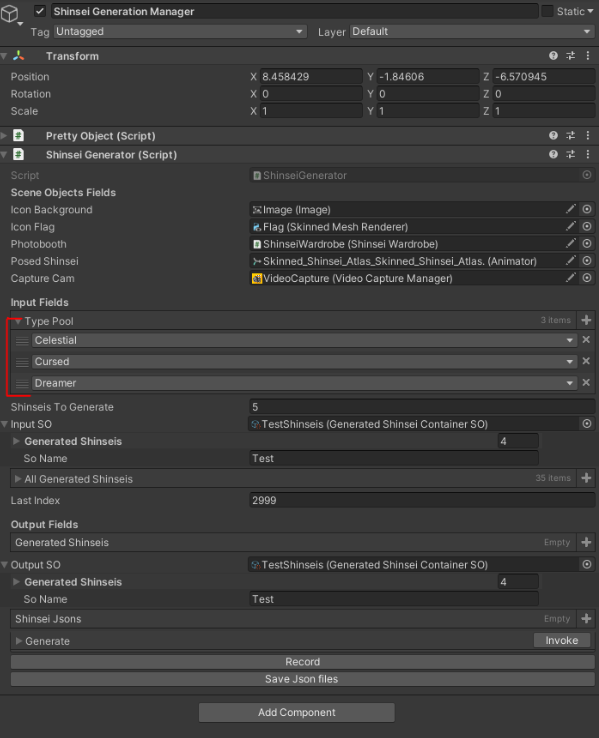 Shinsei Generation Manager Static
Tag Untagged Layer Default
Transform
Position X 8.458429 Y -1.84606 Z -6.570945
Rotation X 0 Y 0 Z 0
Scale X 1 Y 1 Z 1
Pretty Object (Script)
Shinsei Generator (Script)
Script ShinseiGenerator
Scene Objects Fields
Icon Background Image (Image)
Icon Flag Flag (Skinned Mesh Renderer)
Photobooth ShinseiWardrobe (Shinsei Wardrobe)
Posed Shinsei Skinned_Shinsei_Atlas_Skinned_Shinsei_Atlas. (Animator)
Capture Cam VideoCapture (Video Capture Manager)
Input Fields
Type Pool 3 items
Celestial
Cursed
Dreamer
Shinseis To Generate 5
Input SO TestShinseis (Generated Shinsei Container SO)
Generated Shinseis 4
So Name Test
All Generated Shinseis 35 items
Last Index 2999
Output Fields
Generated Shinseis Empty
Output SO TestShinseis (Generated Shinsei Container SO)
Generated Shinseis 4
So Name Test
Shinsei Jsons Empty
Generate Invoke
Record
Save Json files
Add Component